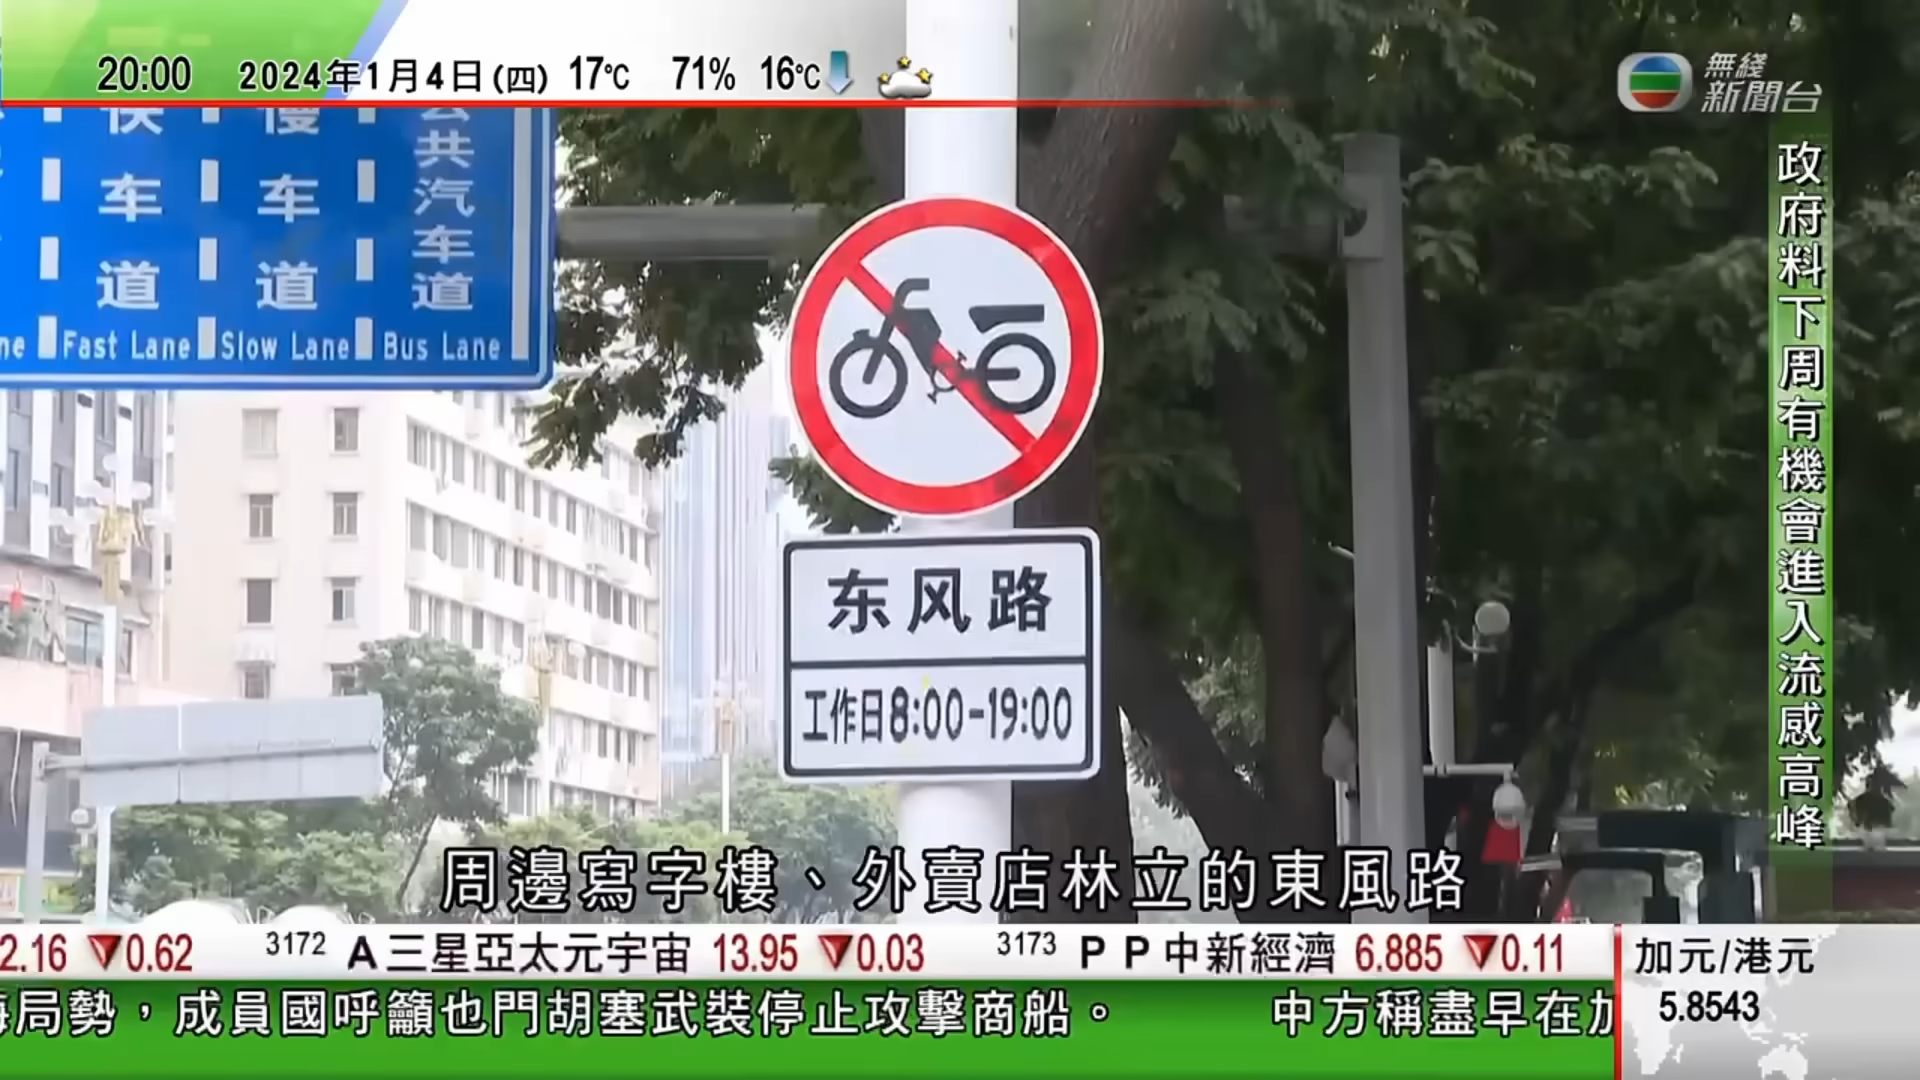 20:00 2024年1月4日(四) 17℃ 71% 16℃
無綫
新聞台
快车道
慢车道
公共汽车道
ne Fast Lane Slow Lane Bus Lane
政府料下周有機會進入流感高峰
东风路
工作日8:00-19:00
周邊寫字樓、外賣店林立的東風路
2.16 ▼0.62 3172 A三星亞太元宇宙 13.95 ▼0.03 3173 PP中新經濟 6.885 ▼0.11
加元/港元
5.8543
局勢，成員國呼籲也門胡塞武裝停止攻擊商船。 中方稱盡早在加